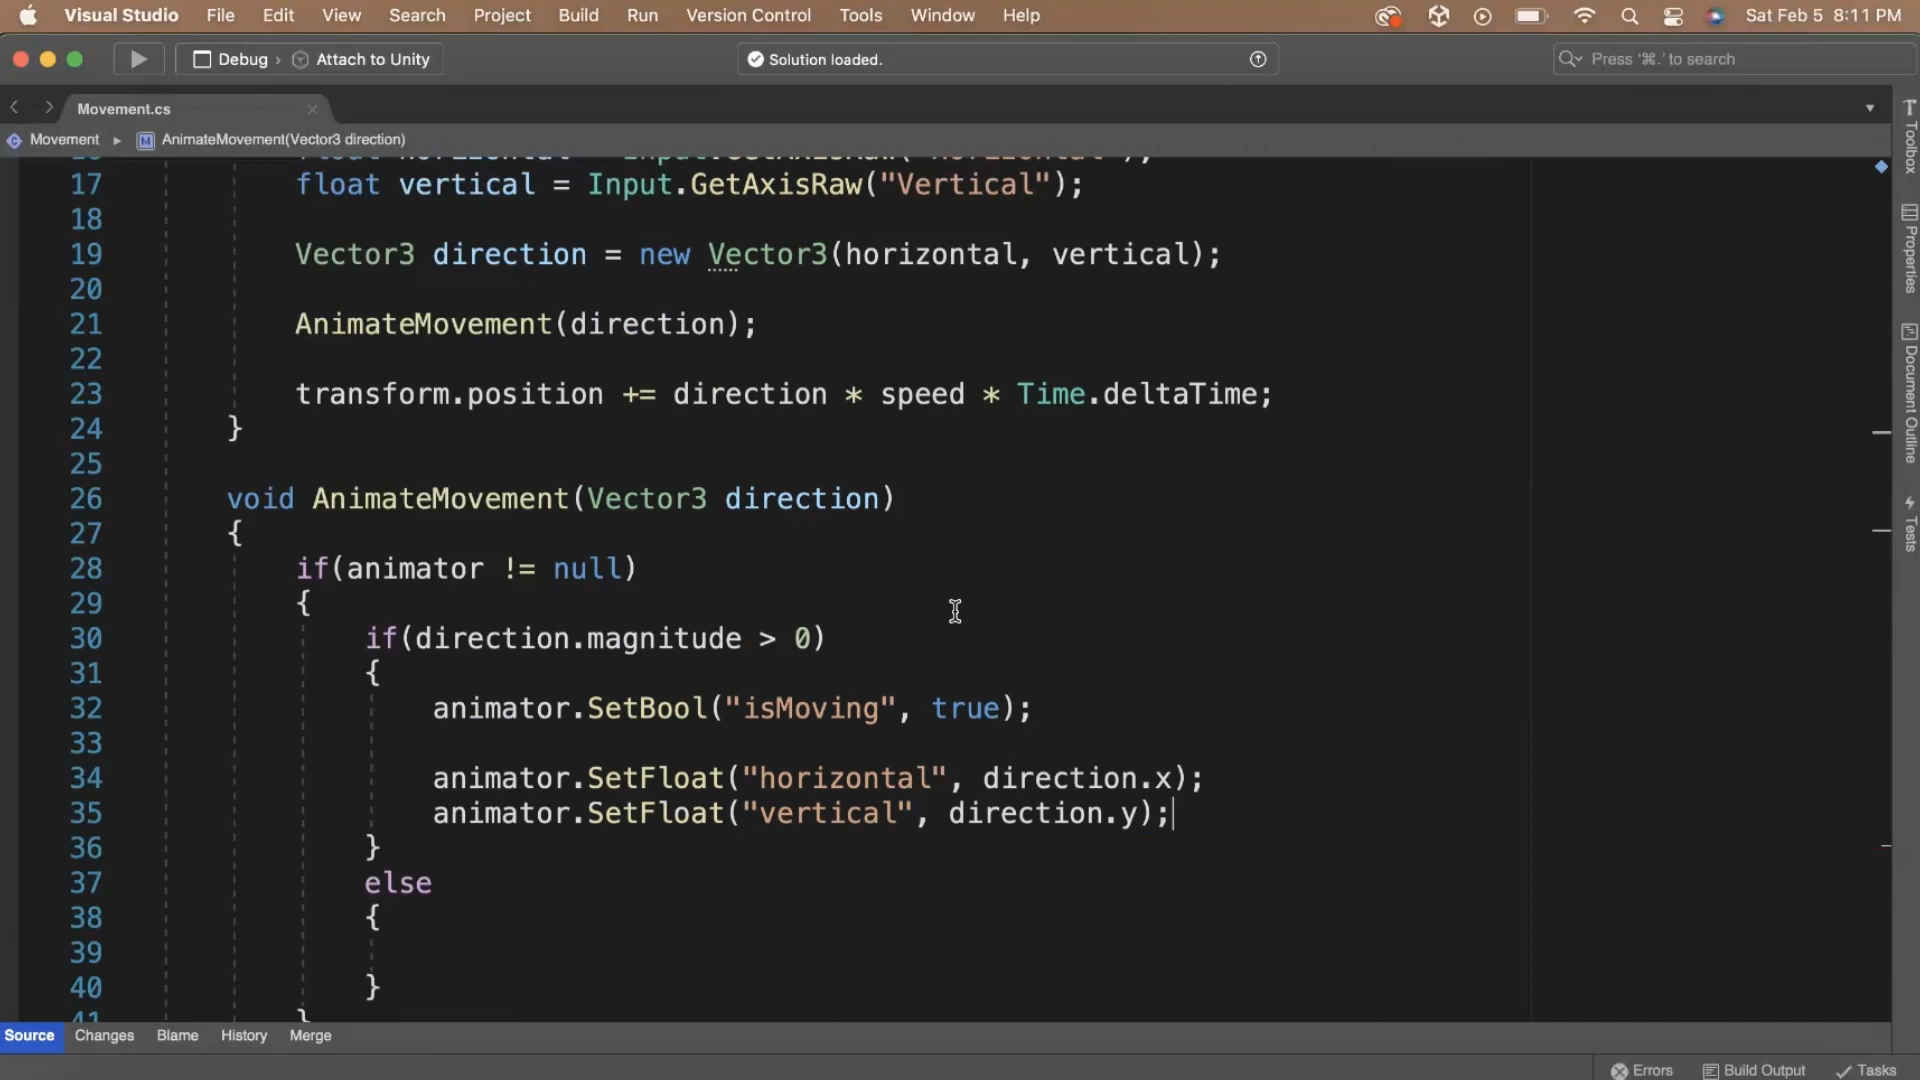 Visual Studio File Edit View Search Project Build Run Version Control Tools Window Help Sat Feb 5 8:11 PM
Debug › Attach to Unity Solution loaded. Press '⌘.' to search
Movement.cs
Movement ▸ M AnimateMovement(Vector3 direction)
17 float vertical = Input.GetAxisRaw("Vertical");
18
19 Vector3 direction = new Vector3(horizontal, vertical);
20
21 AnimateMovement(direction);
22
23 transform.position += direction * speed * Time.deltaTime;
24 }
25
26 void AnimateMovement(Vector3 direction)
27 {
28 if(animator != null)
29 {
30 if(direction.magnitude > 0)
31 {
32 animator.SetBool("isMoving", true);
33
34 animator.SetFloat("horizontal", direction.x);
35 animator.SetFloat("vertical", direction.y);
36 }
37 else
38 {
39
40 }
41 }
Source Changes Blame History Merge
Errors Build Output Tasks
Toolbox
Properties
Document Outline
Tests